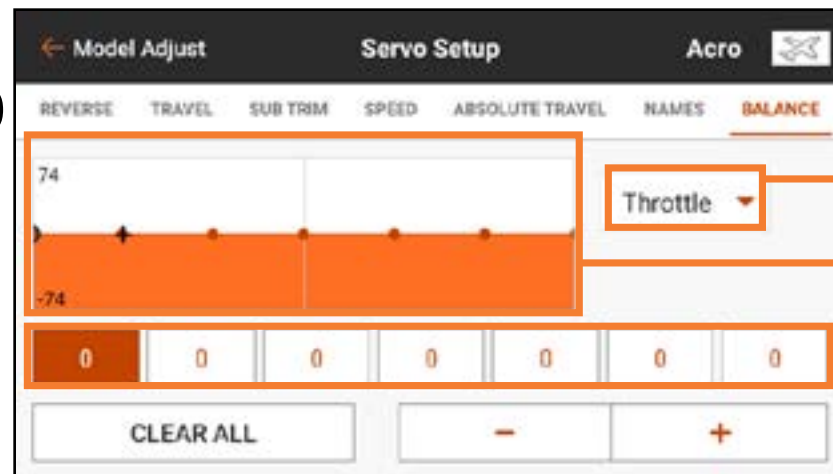 ← Model Adjust Servo Setup Acro
REVERSE TRAVEL SUB TRIM SPEED ABSOLUTE TRAVEL NAMES BALANCE
74
Throttle
-74
0 0 0 0 0 0 0
CLEAR ALL − +